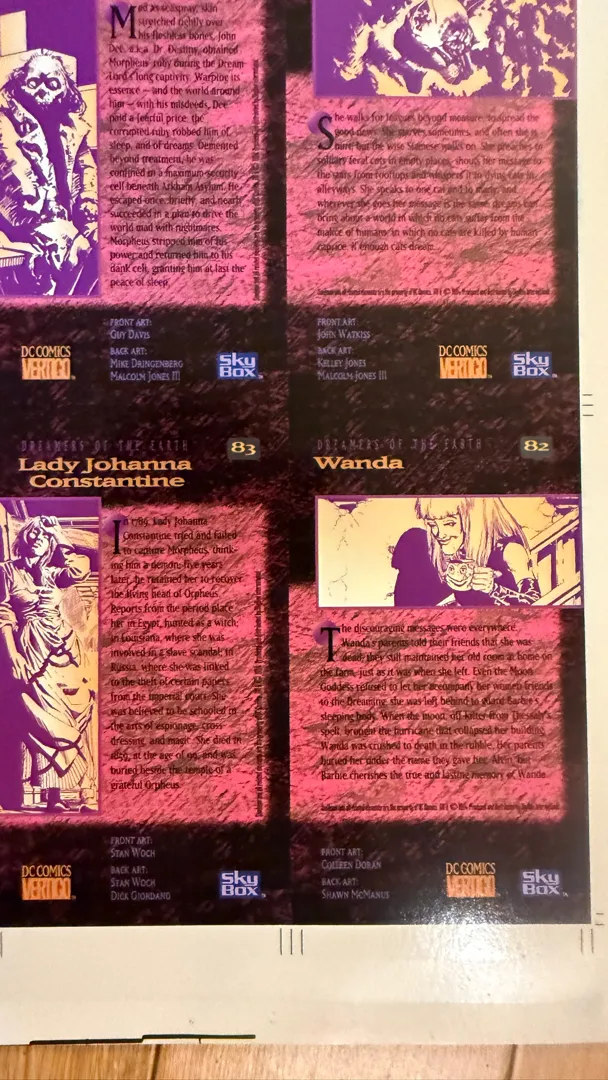 Mad as seaspray, skin
stretched tightly over
his fleshless bones, John
Dee, a.k.a. Dr. Destiny, obtained
Morpheus' ruby during the Dream-
Lord's long captivity. Warping its
essence — and the world around
him — with his misdeeds, Dee
paid a fearful price: the
corrupted ruby robbed him of
sleep, and of dreams. Demented
beyond treatment, he was
confined in a maximum-security
cell beneath Arkham Asylum. He
escaped once, briefly, and nearly
succeeded in a plan to drive the
world mad with nightmares.
Morpheus stripped him of his
power and returned him to his
dank cell, granting him at last the
peace of sleep.
FRONT ART:
GUY DAVIS
BACK ART:
MIKE DRINGENBERG
MALCOLM JONES III
DC COMICS
VERTIGO™
SKY
BOX™
She walks for leagues beyond measure, to spread the
good news. She starves sometimes, and often she is
hurt, but the wise Siamese walks on. She preaches to
solitary feral cats in empty places, shouts her message to
the stars from rooftops and whispers it to dying cats in
alleyways. She speaks to one cat and to many, and
wherever she goes her message is the same: dreams can
bring about a world in which no cats suffer from the
malice of humans, in which no cats are killed by human
caprice. If enough cats dream...
FRONT ART:
JOHN WATKISS
BACK ART:
KELLEY JONES
MALCOLM JONES III
DC COMICS
VERTIGO™
SKY
BOX™
DREAMERS OF THE EARTH
83
Lady Johanna
Constantine
In 1789, Lady Johanna
Constantine tried and failed
to capture Morpheus, think-
ing him a demon; five years
later, he retained her to recover
the living head of Orpheus.
Reports from the period place
her in Egypt, hunted as a witch;
in Louisiana, where she was
involved in a slave scandal; in
Russia, where she was linked
to the theft of certain papers
from the imperial court. She
was believed to be schooled in
the arts of espionage, cross-
dressing, and magic. She died in
1859, at the age of 99, and was
buried beside the temple of a
grateful Orpheus.
FRONT ART:
STAN WOCH
BACK ART:
STAN WOCH
DICK GIORDANO
DC COMICS
VERTIGO™
SKY
BOX™
DREAMERS OF THE EARTH
82
Wanda
The discouraging messages were everywhere.
Wanda's parents told their friends that she was
dead; they still maintained her old room at home on
the farm, just as it was when she left. Even the Moon
Goddess refused to let her accompany her women friends
to the Dreaming; she was left behind to guard Barbie's
sleeping body. When the moon, off-kilter from Thessaly's
spell, brought the hurricane that collapsed her building,
Wanda was crushed to death in the rubble. Her parents
buried her under the name they gave her, Alvin, but
Barbie cherishes the true and lasting memory of Wanda.
FRONT ART:
COLLEEN DORAN
BACK ART:
SHAWN MCMANUS
DC COMICS
VERTIGO™
SKY
BOX™